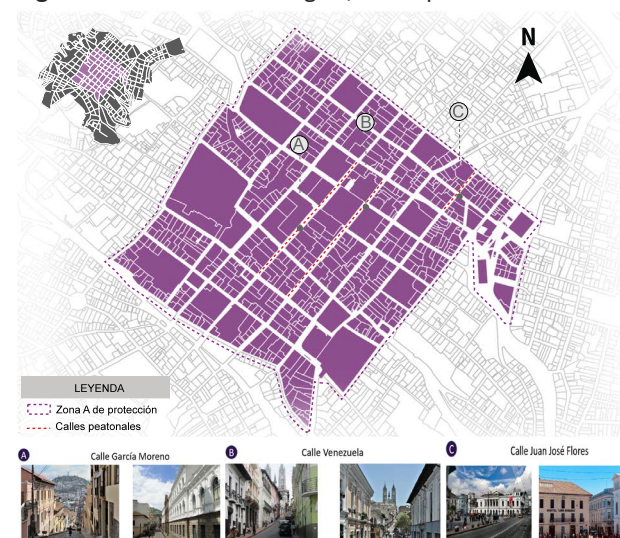 N
C
B
A
LEYENDA
Zona A de protección
Calles peatonales
A
Calle García Moreno
B
Calle Venezuela
C
Calle Juan José Flores